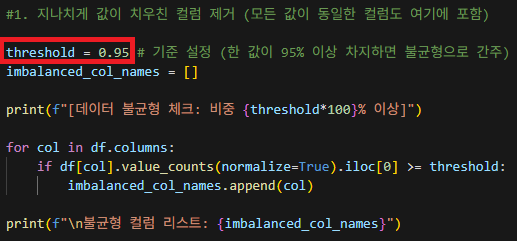 #1. 지나치게 값이 치우친 컬럼 제거 (모든 값이 동일한 컬럼도 여기에 포함)
threshold = 0.95 # 기준 설정 (한 값이 95% 이상 차지하면 불균형으로 간주)
imbalanced_col_names = []
print(f"[데이터 불균형 체크: 비중 {threshold*100}% 이상]")
for col in df.columns:
    if df[col].value_counts(normalize=True).iloc[0] >= threshold:
        imbalanced_col_names.append(col)
print(f"\n불균형 컬럼 리스트: {imbalanced_col_names}")